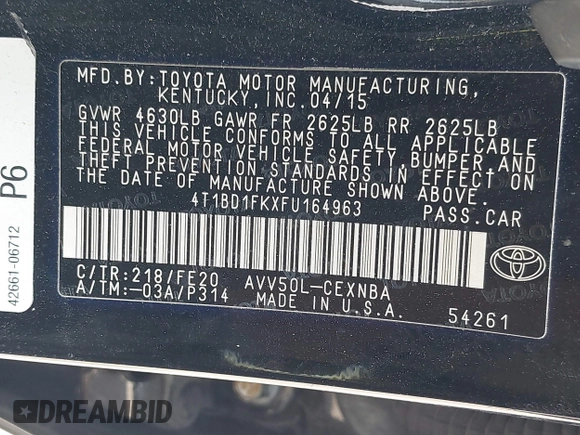 MFD.BY:TOYOTA MOTOR MANUFACTURING,
KENTUCKY, INC. 04/15
GVWR 4630LB GAWR FR 2625LB RR 2625LB
THIS VEHICLE CONFORMS TO ALL APPLICABLE
FEDERAL MOTOR VEHICLE SAFETY, BUMPER, AND
THEFT PREVENTION STANDARDS IN EFFECT ON
THE DATE OF MANUFACTURE SHOWN ABOVE.
4T1BD1FKXFU164963 PASS.CAR
C/TR:218/FF20 AVV50L-CEXNBA
A/TM:-03A/P314 MADE IN U.S.A.
54261
P6
42661-06712
DREAMBID